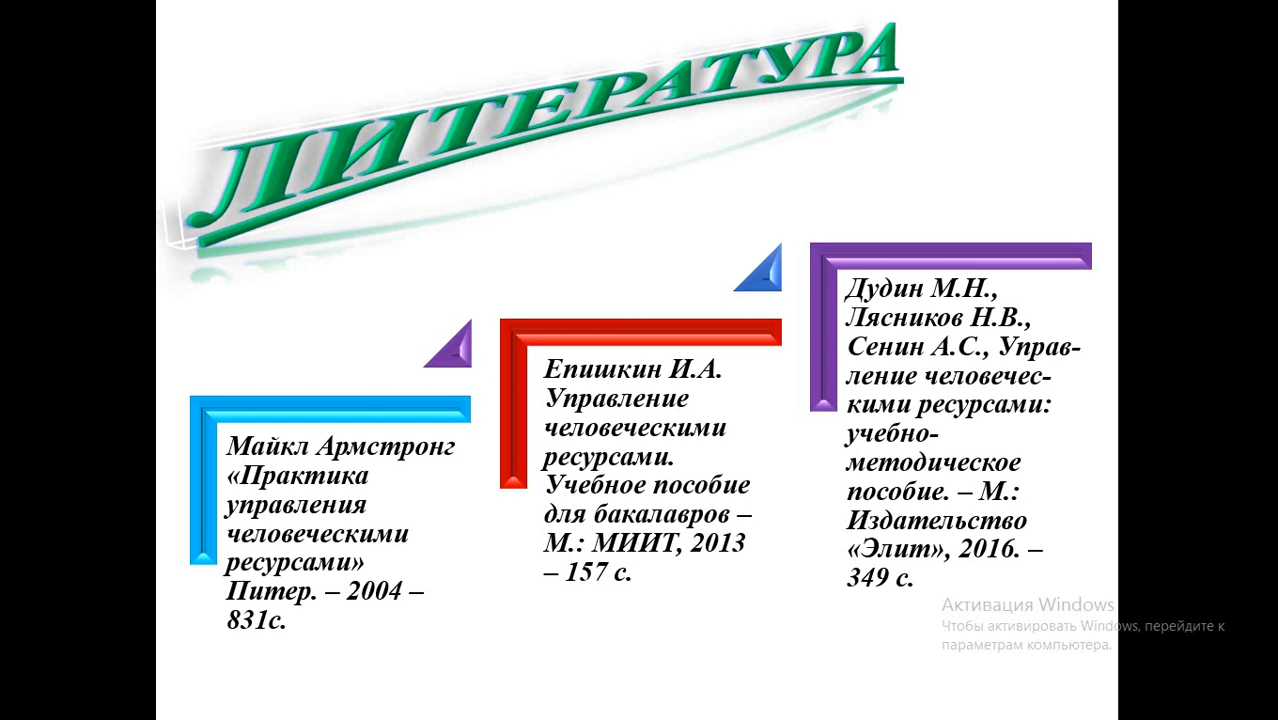 ЛИТЕРАТУРА
Майкл Армстронг
«Практика
управления
человеческими
ресурсами»
Питер. – 2004 –
831с.
Епишкин И.А.
Управление
человеческими
ресурсами.
Учебное пособие
для бакалавров –
М.: МИИТ, 2013
– 157 с.
Дудин М.Н.,
Лясников Н.В.,
Сенин А.С., Управ-
ление человечес-
кими ресурсами:
учебно-
методическое
пособие. – М.:
Издательство
«Элит», 2016. –
349 с.
Активация Windows
Чтобы активировать Windows, перейдите к
параметрам компьютера.